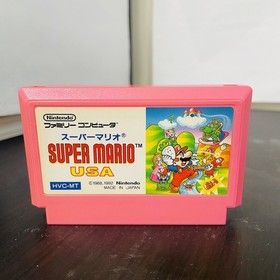 Nintendo
ファミリー コンピュータ
スーパーマリオ®
SUPER MARIO™
USA
HVC-MT
©1988,1992 Nintendo
MADE IN JAPAN